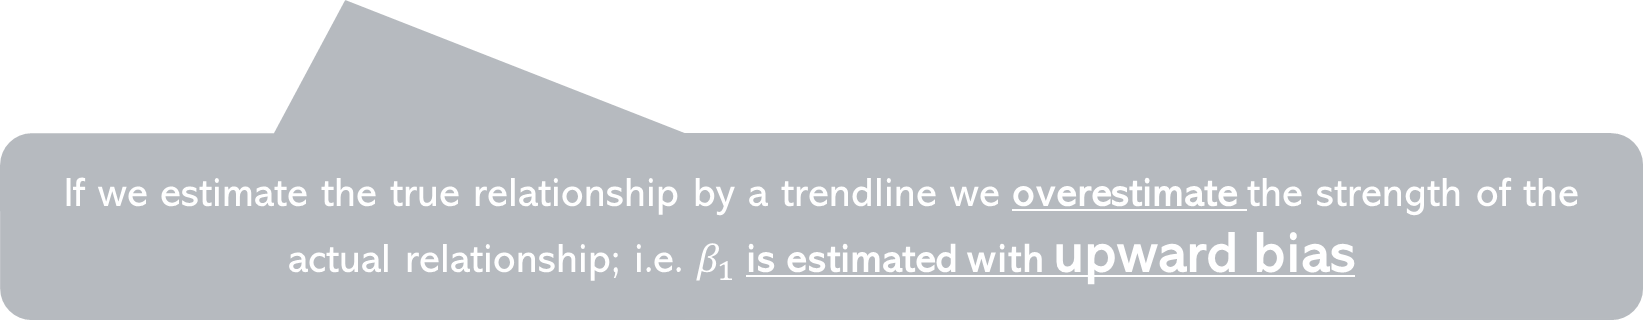 If we estimate the true relationship by a trendline we overestimate the strength of the
actual relationship; i.e. β₁ is estimated with upward bias